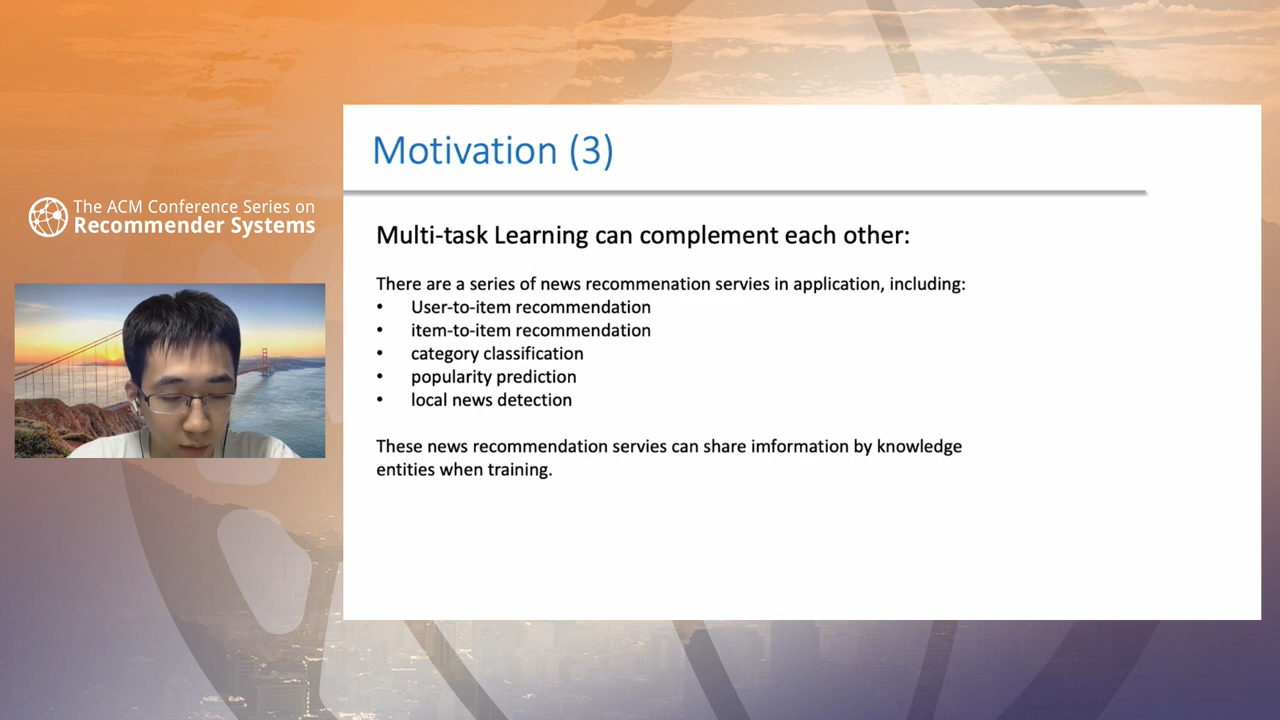 The ACM Conference Series on
Recommender Systems
Motivation (3)
Multi-task Learning can complement each other:
There are a series of news recommenation servies in application, including:
• User-to-item recommendation
• item-to-item recommendation
• category classification
• popularity prediction
• local news detection
These news recommendation servies can share imformation by knowledge
entities when training.